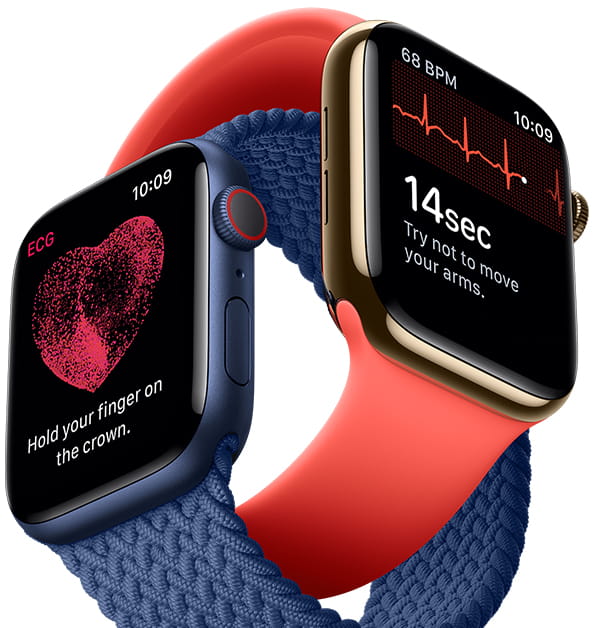 10:09
ECG
Hold your finger on
the crown.
68 BPM
10:09
14sec
Try not to move
your arms.